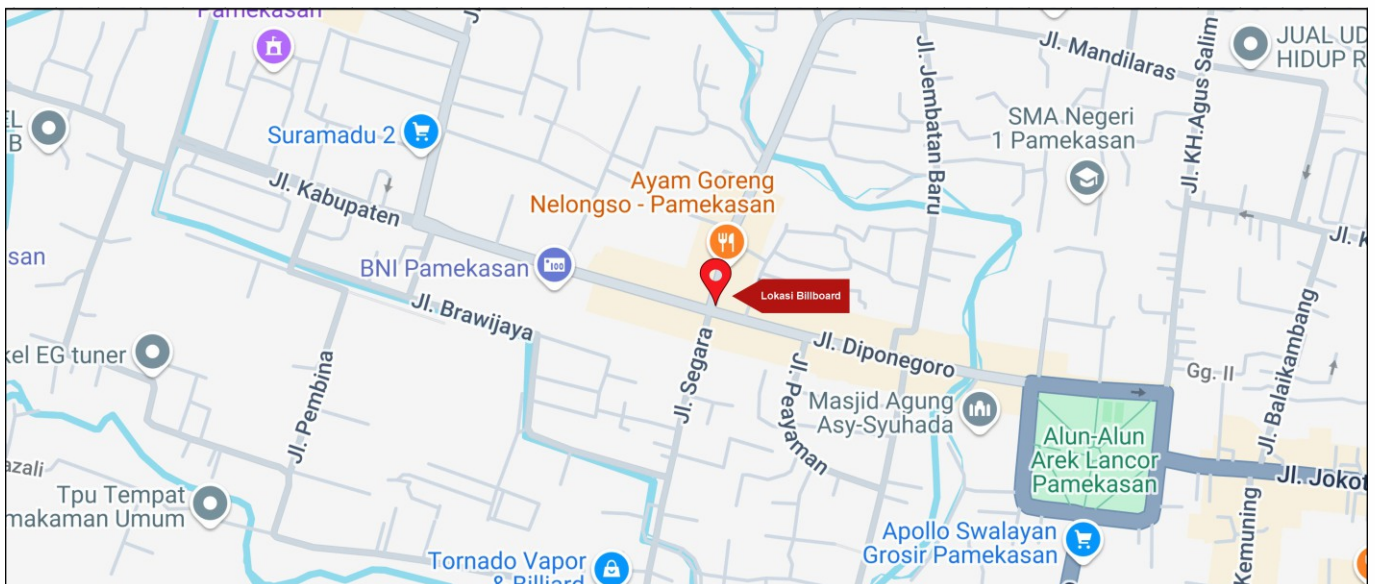 Pamekasan
JUAL UD
HIDUP R
Jl. Mandilaras
Jl. KH.Agus Salim
Jl. Jembatan Baru
SMA Negeri
1 Pamekasan
EL
B
Suramadu 2
Jl. Kabupaten
Ayam Goreng
Nelongso - Pamekasan
Jl. K
san
BNI Pamekasan
Lokasi Billboard
Jl. Brawijaya
Jl. Diponegoro
kel EG tuner
Jl. Pembina
Jl. Segara
Jl. Peayaman
Gg. II
Jl. Balaikambang
Masjid Agung
Asy-Syuhada
Alun-Alun
Arek Lancor
Pamekasan
azali
Jl. Jokot
Tpu Tempat
makaman Umum
Kemuning
Apollo Swalayan
Grosir Pamekasan
Tornado Vapor
& Billiard